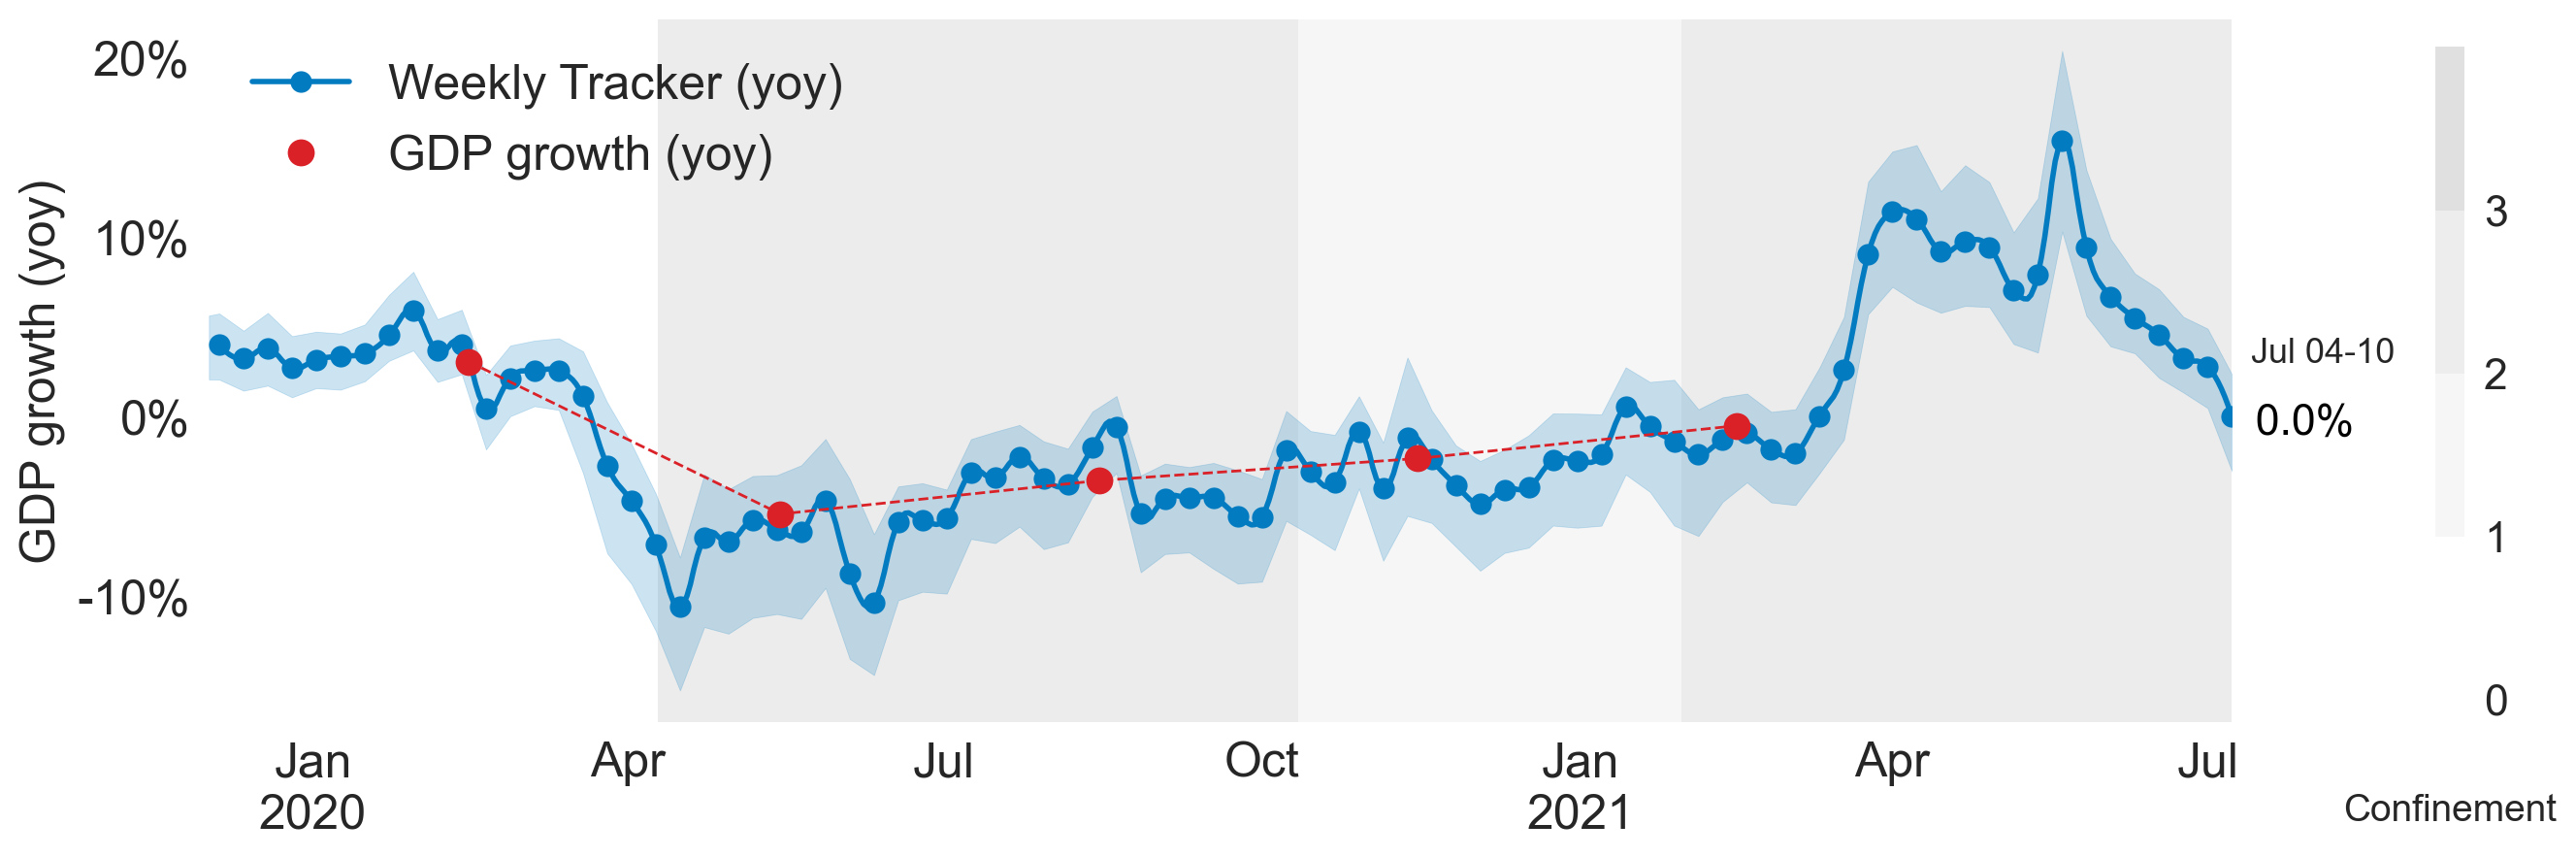 20%
10%
0%
-10%
GDP growth (yoy)
Weekly Tracker (yoy)
GDP growth (yoy)
Jan
2020
Apr
Jul
Oct
Jan
2021
Apr
Jul
Jul 04-10
0.0%
3
2
1
0
Confinement